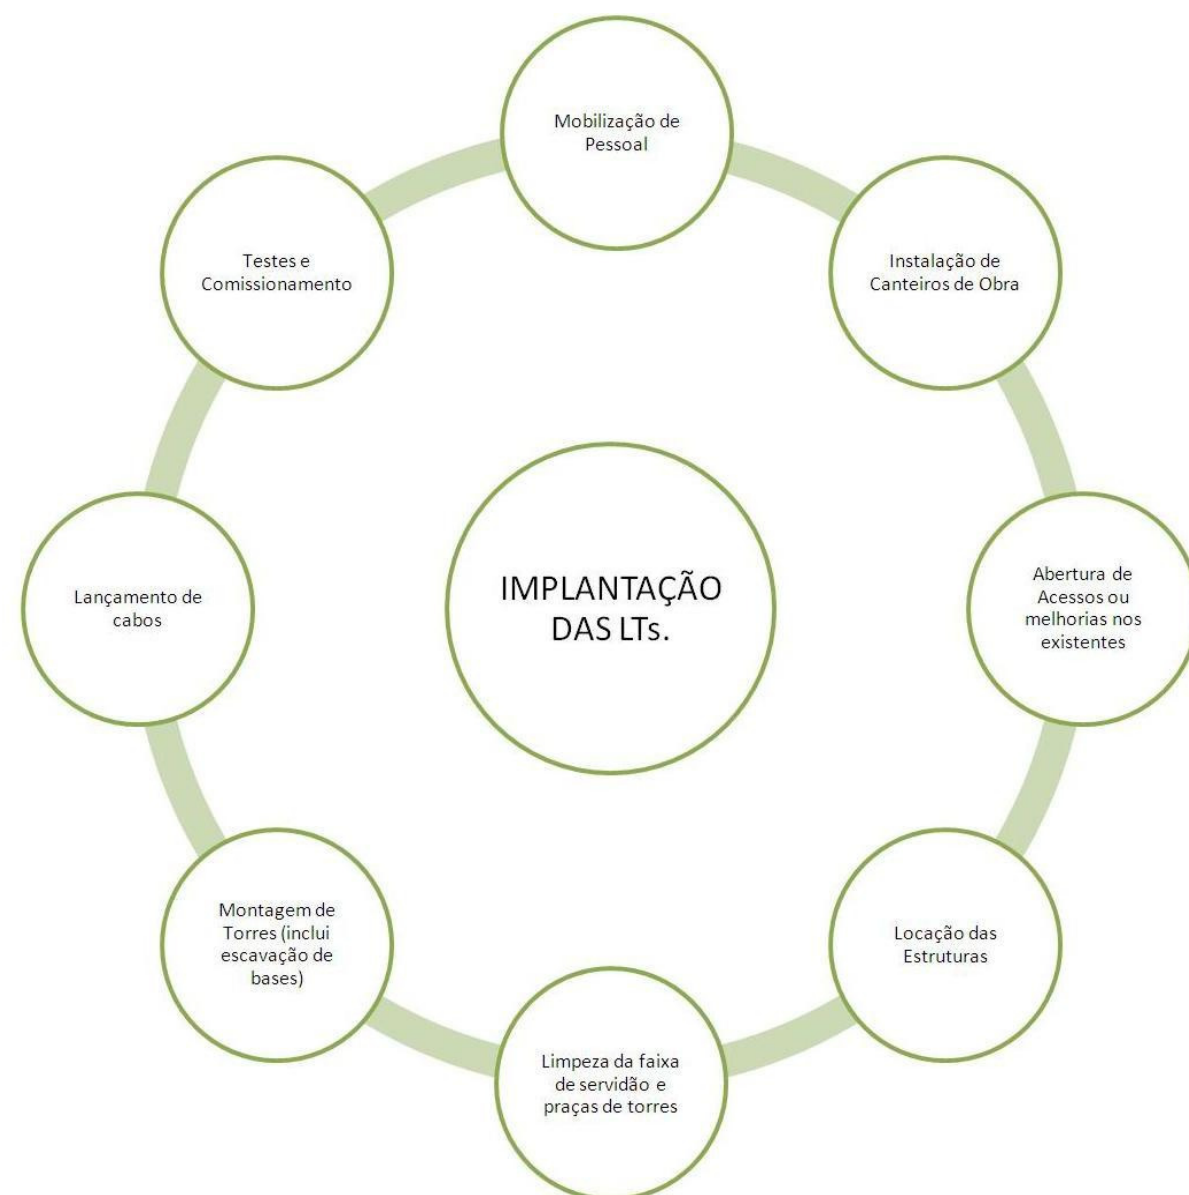 Mobilização de
Pessoal
Instalação de
Canteiros de Obra
Abertura de
Acessos ou
melhorias nos
existentes
Locação das
Estruturas
Limpeza da faixa
de servidão e
praças de torres
Montagem de
Torres (inclui
escavação de
bases)
Lançamento de
cabos
Testes e
Comissionamento
IMPLANTAÇÃO
DAS LTs.